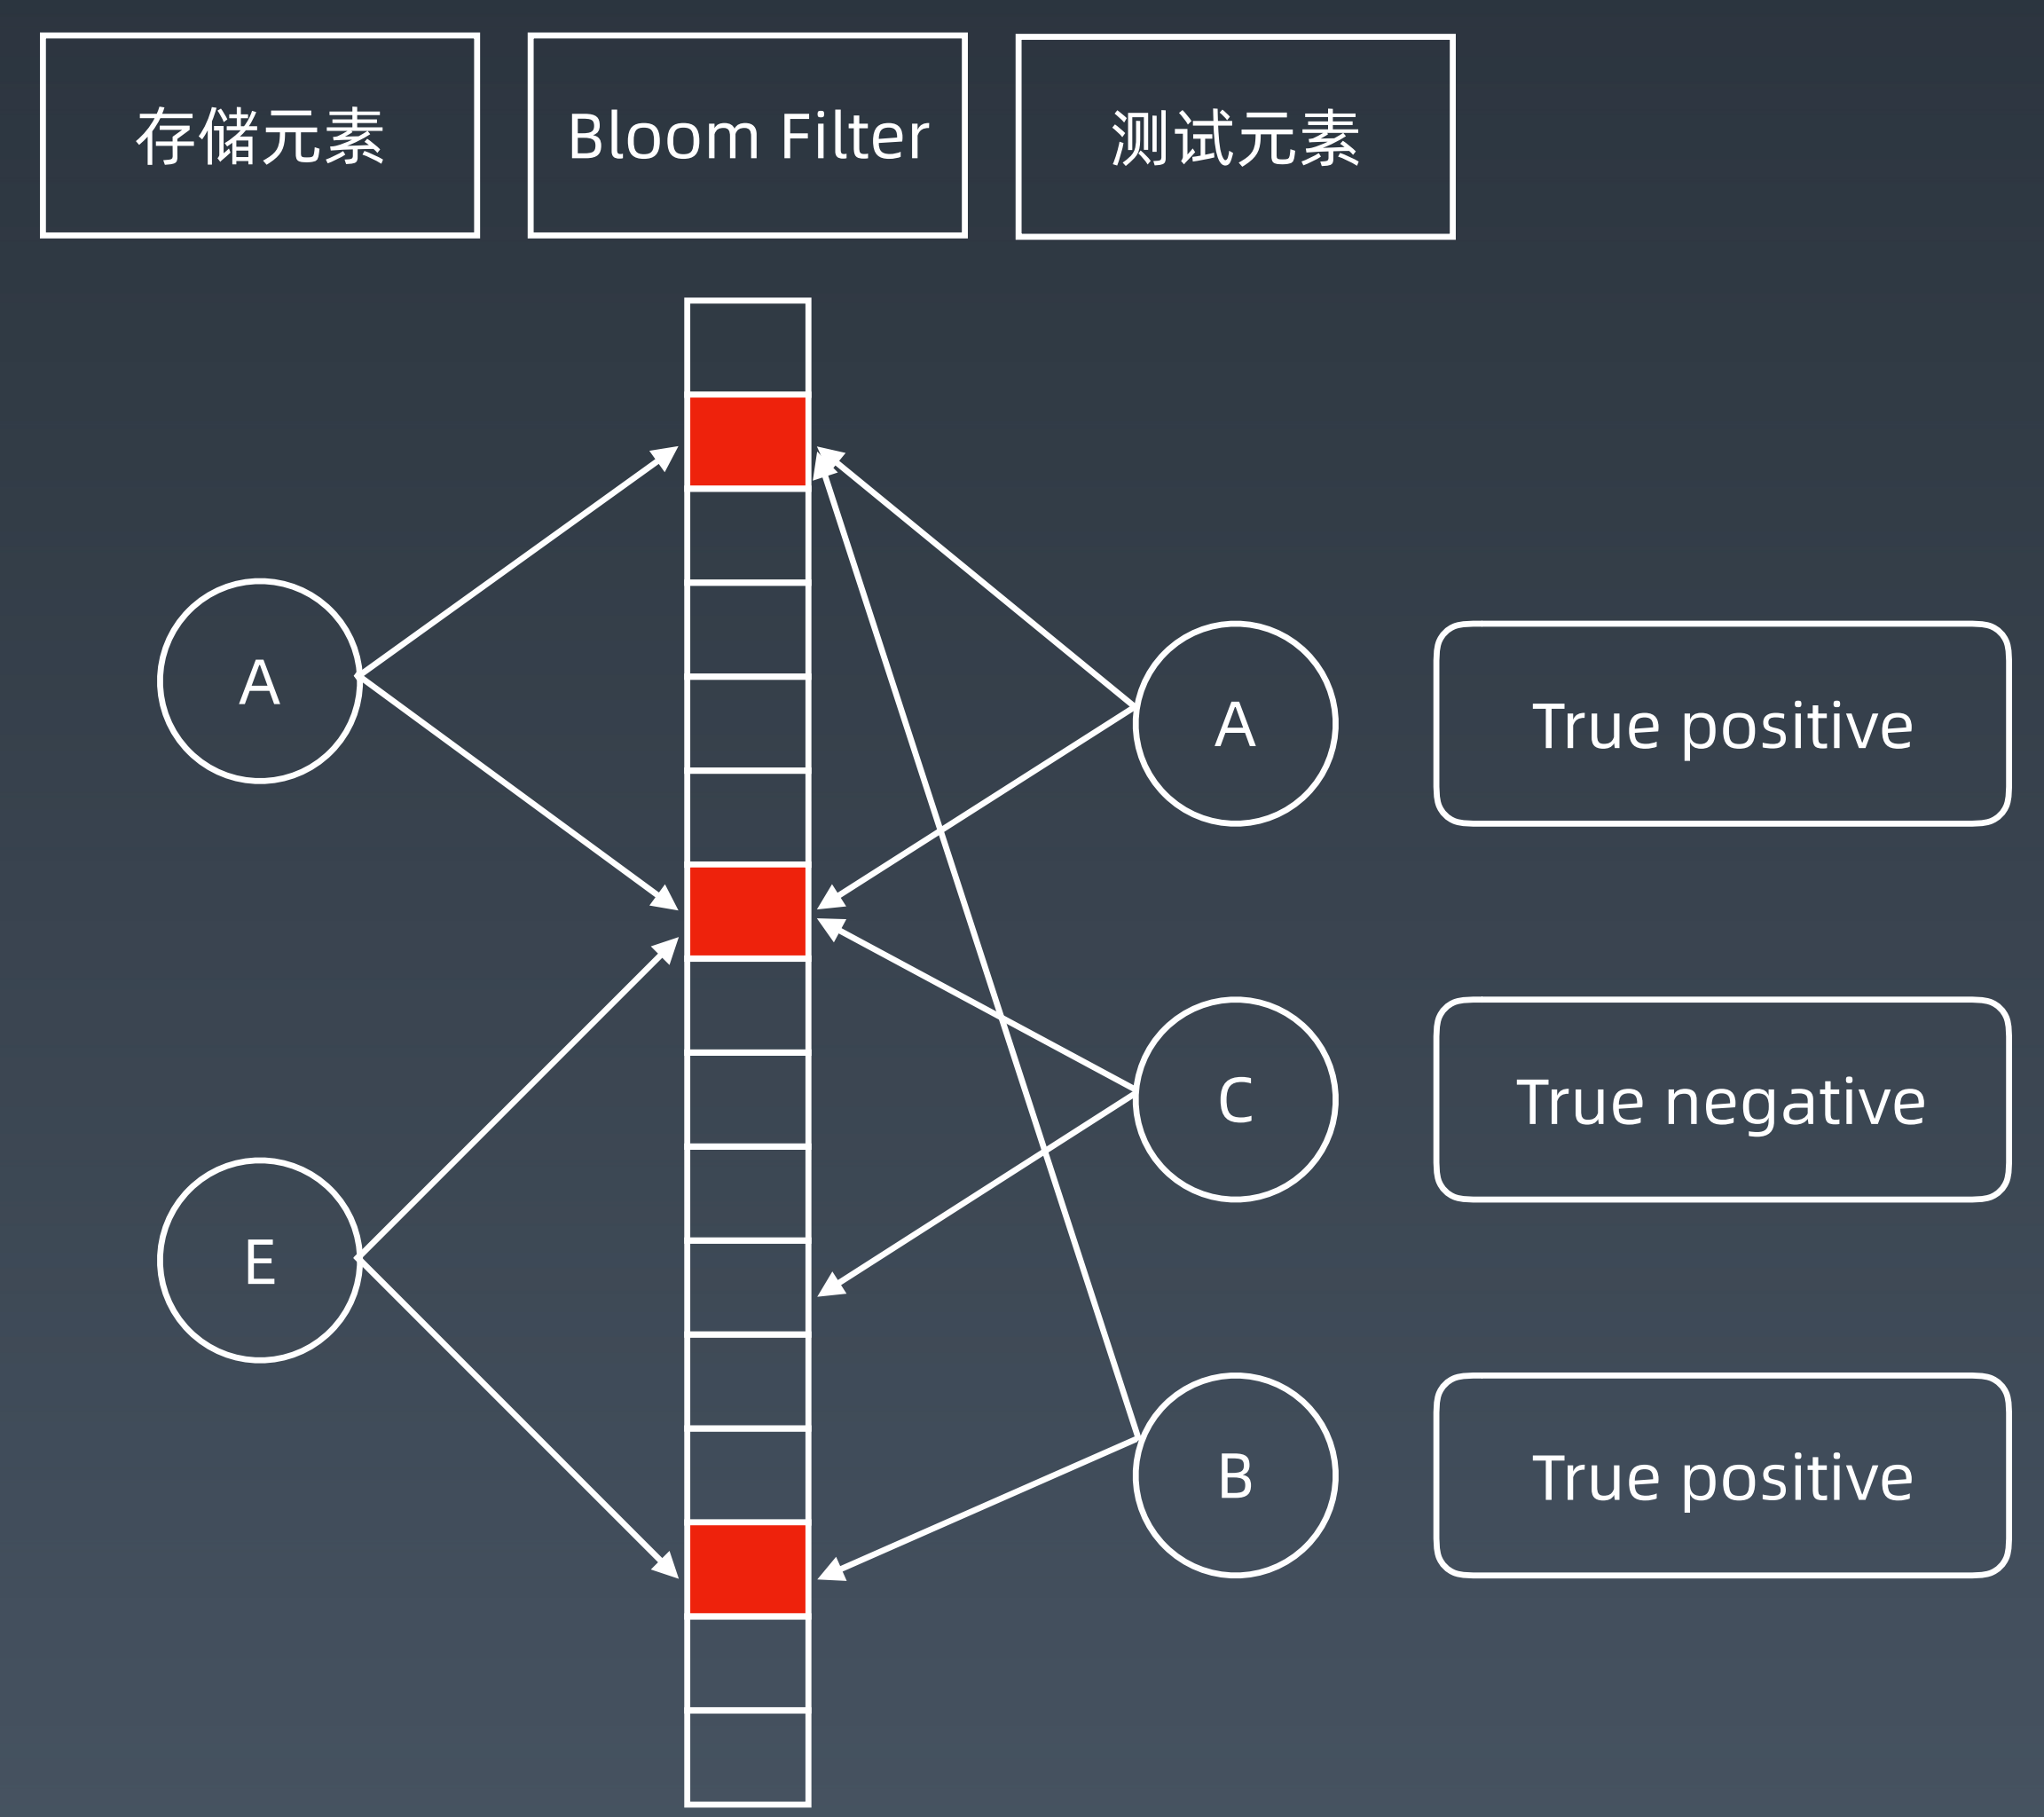 存储元素
Bloom Filter
测试元素
A
A
True positive
C
True negative
E
B
True positive